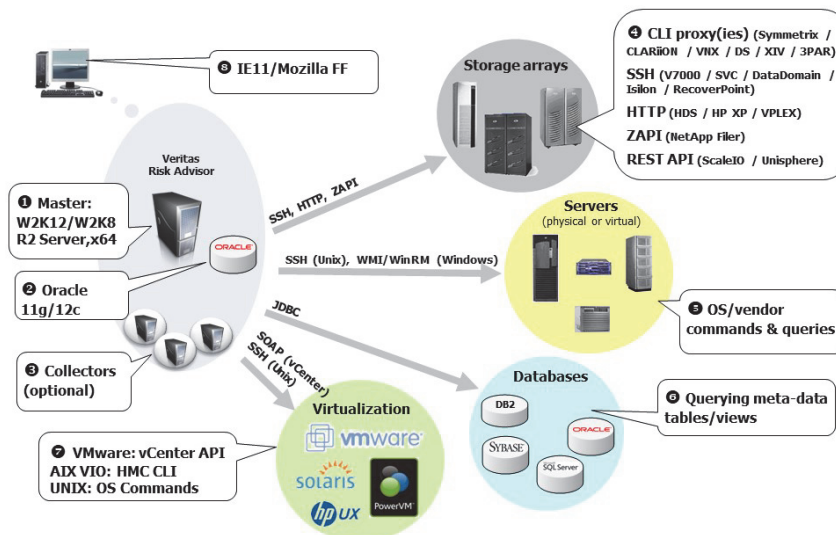 ❽ IE11/Mozilla FF
Veritas
Risk Advisor
❶ Master:
W2K12/W2K8
R2 Server,x64
ORACLE
❷ Oracle
11g/12c
❸ Collectors
(optional)
SSH, HTTP, ZAPI
SSH (Unix), WMI/WinRM (Windows)
JDBC
SOAP (vCenter)
SSH (Unix)
Storage arrays
❹ CLI proxy(ies) (Symmetrix /
CLARiiON / VNX / DS / XIV / 3PAR)
SSH (V7000 / SVC / DataDomain /
Isilon / RecoverPoint)
HTTP (HDS / HP XP / VPLEX)
ZAPI (NetApp Filer)
REST API (ScaleIO / Unisphere)
Servers
(physical or virtual)
❺ OS/vendor
commands & queries
Databases
DB2
ORACLE
SYBASE
SQL Server
❻ Querying meta-data
tables/views
Virtualization
vmware
solaris
PowerVM
hp UX
❼ VMware: vCenter API
AIX VIO: HMC CLI
UNIX: OS Commands